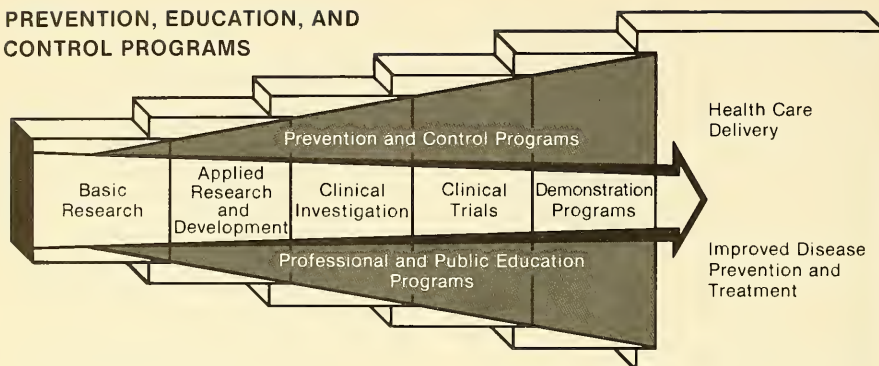 PREVENTION, EDUCATION, AND
CONTROL PROGRAMS
Prevention and Control Programs
Basic
Research
Applied
Research
and
Development
Clinical
Investigation
Clinical
Trials
Demonstration
Programs
Professional and Public Education
Programs
Health Care
Delivery
Improved Disease
Prevention and
Treatment